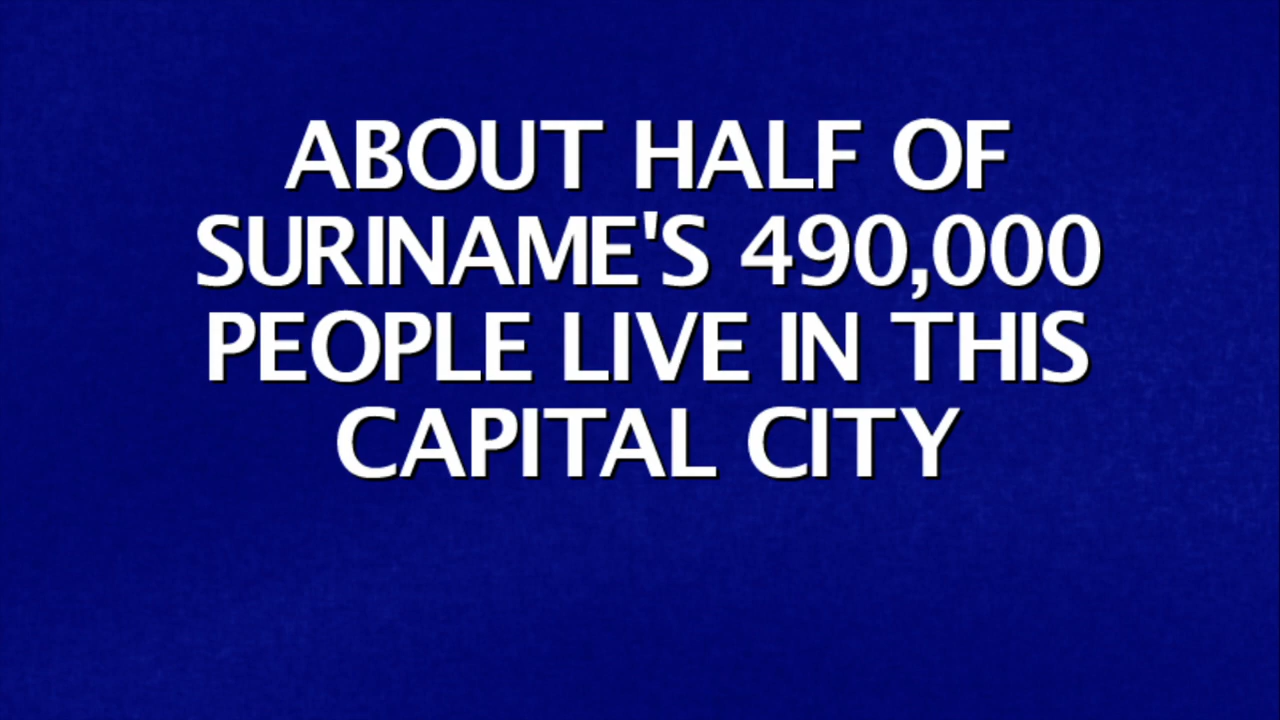 ABOUT HALF OF
SURINAME'S 490,000
PEOPLE LIVE IN THIS
CAPITAL CITY